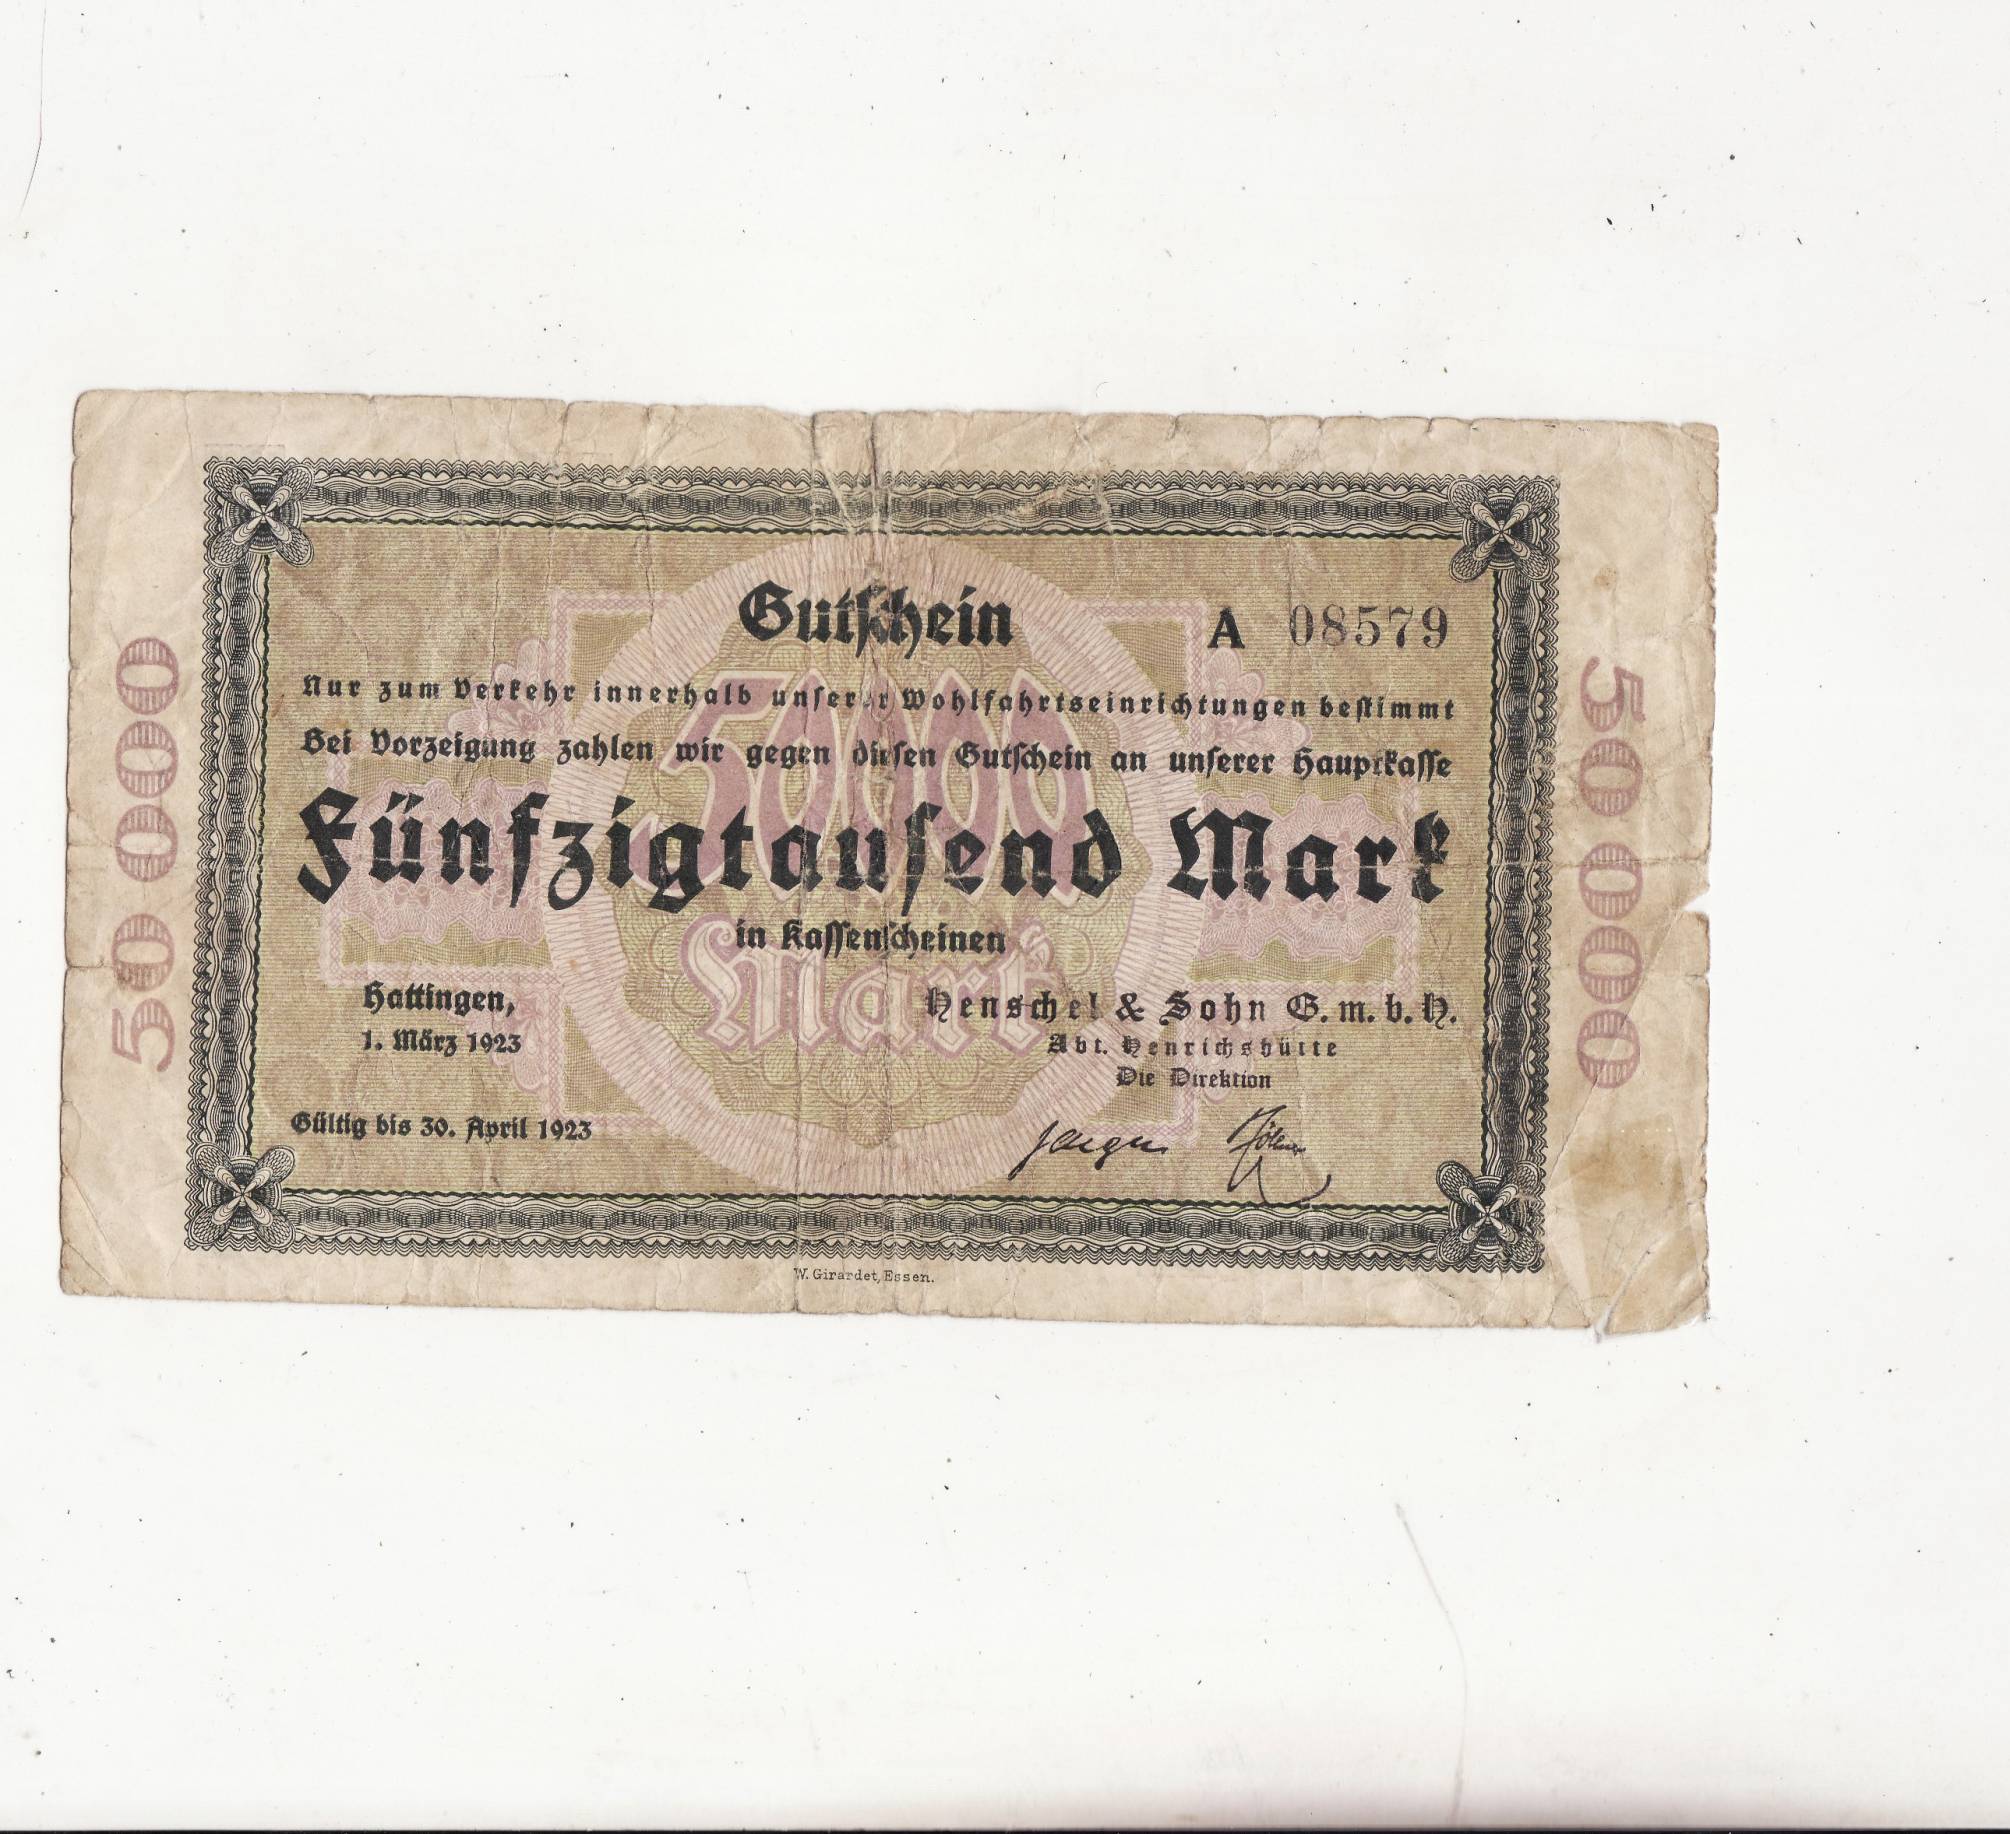 Gutschein
A 08579
Nur zum Verkehr innerhalb unserer Wohlfahrtseinrichtungen bestimmt
Bei Vorzeigung zahlen wir gegen diesen Gutschein an unserer Hauptkasse
50000
Fünfzigtausend Mark
in Kassenscheinen
Mark
Hattingen,
1. März 1923
Henschel & Sohn G.m.b.H.
Abt. Henrichshütte
Die Direktion
Gültig bis 30. April 1923
W. Girardet, Essen.
50 000
50 000